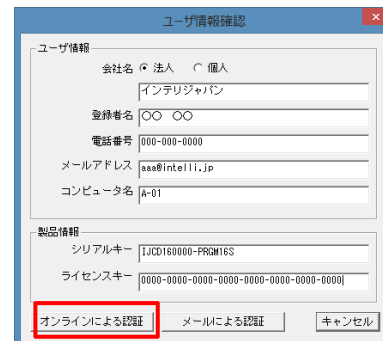 ユーザ情報確認
ユーザ情報
会社名 法人 個人
インテリジャパン
登録者名 〇〇 〇〇
電話番号 000-000-0000
メールアドレス aaa@intelli.jp
コンピュータ名 A-01
製品情報
シリアルキー IJCD160000-PRGM16S
ライセンスキー 0000-0000-0000-0000-0000-0000-0000-0000
オンラインによる認証 メールによる認証 キャンセル